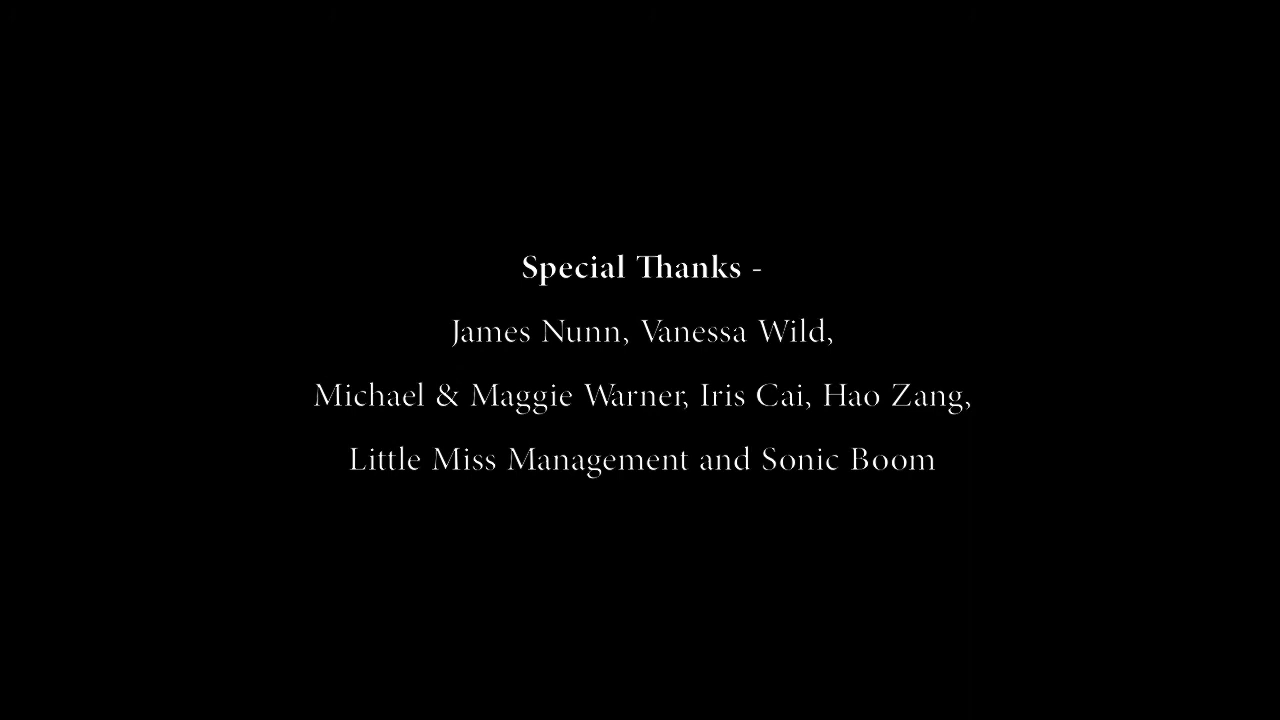 Special Thanks -
James Nunn, Vanessa Wild,
Michael & Maggie Warner, Iris Cai, Hao Zang,
Little Miss Management and Sonic Boom